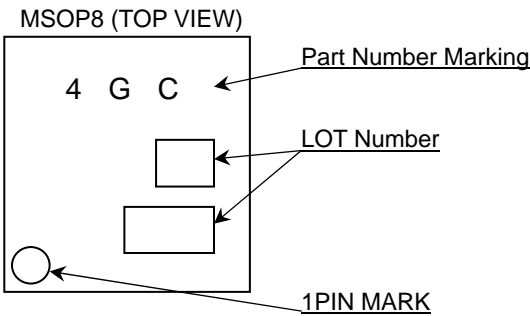 MSOP8 (TOP VIEW)
Part Number Marking
4 G C
LOT Number
1PIN MARK